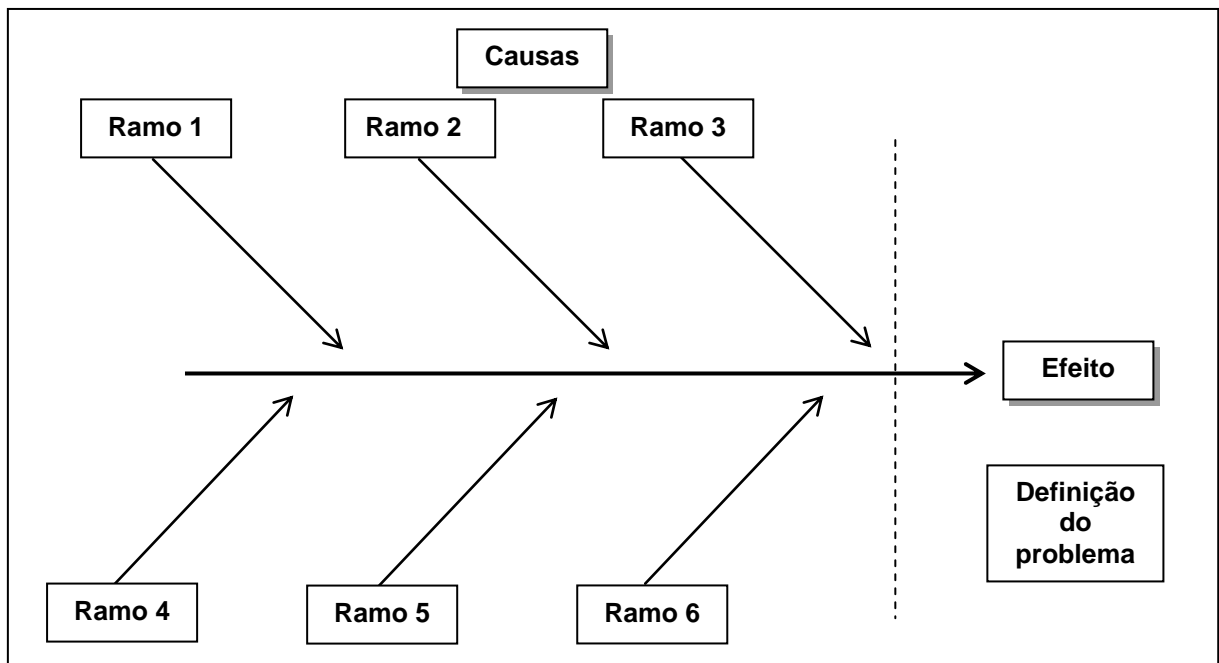 Causas
Ramo 1
Ramo 2
Ramo 3
Efeito
Definição
do
problema
Ramo 4
Ramo 5
Ramo 6